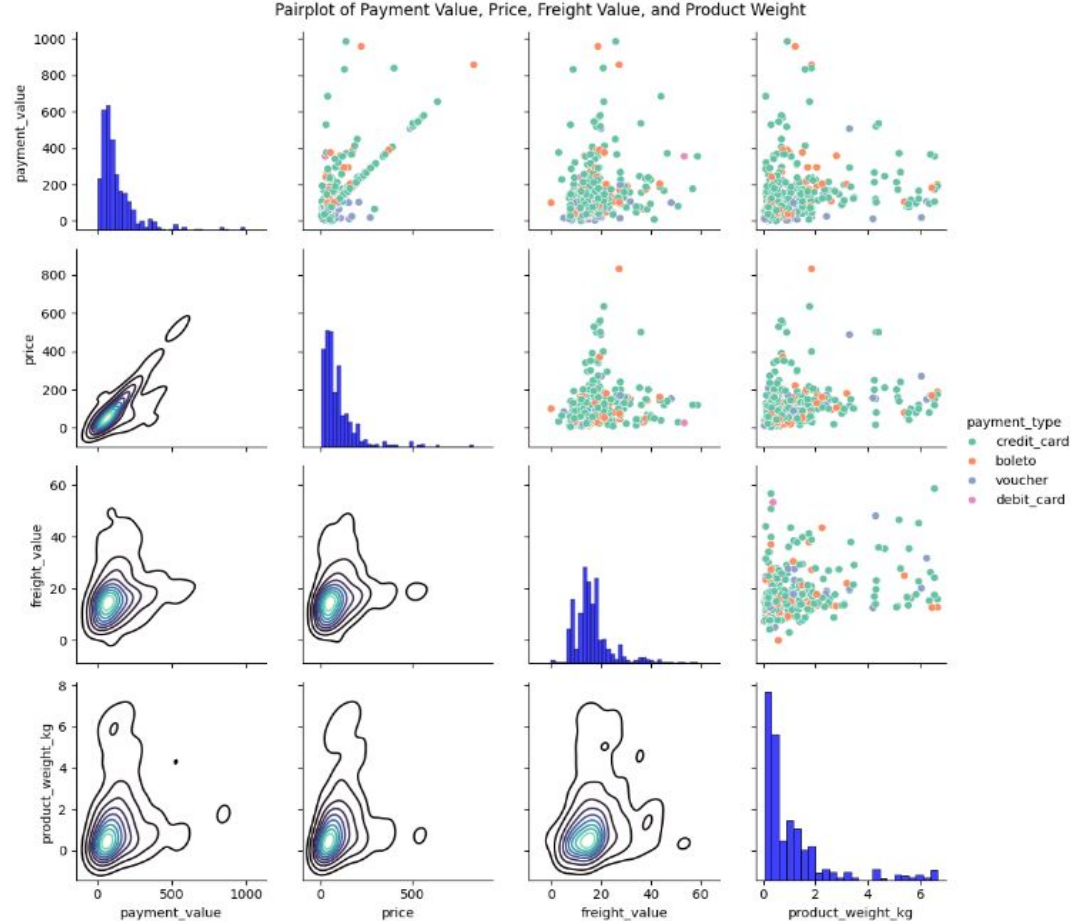 Pairplot of Payment Value, Price, Freight Value, and Product Weight
1000
800
600
400
200
0
payment_value
800
600
400
200
0
price
60
40
20
0
freight_value
8
6
4
2
0
product_weight_kg
0 500 1000
payment_value
0 500
price
0 20 40 60
freight_value
0 2 4 6
product_weight_kg
payment_type
credit_card
boleto
voucher
debit_card